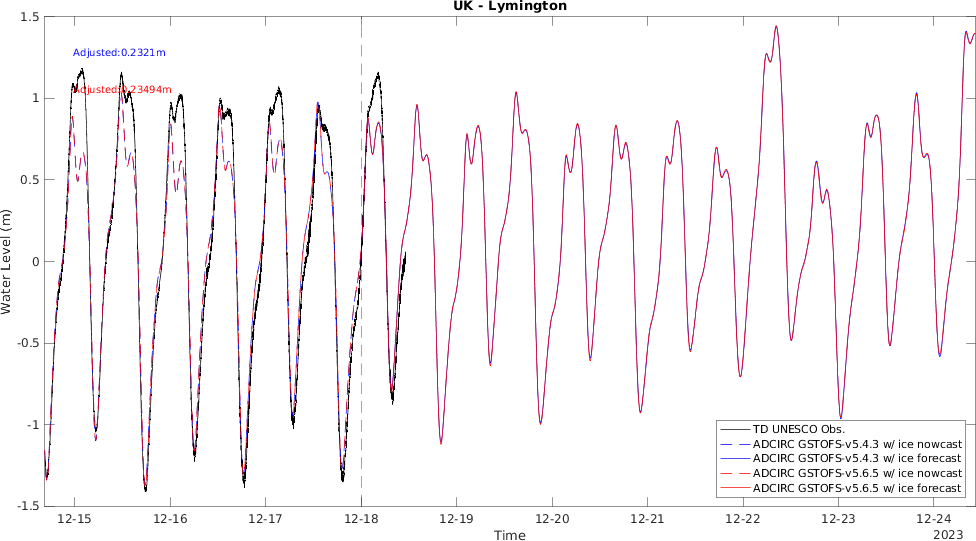 UK - Lymington
1.5
1
0.5
0
-0.5
-1
-1.5
Water Level (m)
Adjusted:0.2321m
Adjusted:0.23494m
TD UNESCO Obs.
ADCIRC GSTOFS-v5.4.3 w/ ice nowcast
ADCIRC GSTOFS-v5.4.3 w/ ice forecast
ADCIRC GSTOFS-v5.6.5 w/ ice nowcast
ADCIRC GSTOFS-v5.6.5 w/ ice forecast
12-15 12-16 12-17 12-18 12-19 12-20 12-21 12-22 12-23 12-24
Time
2023